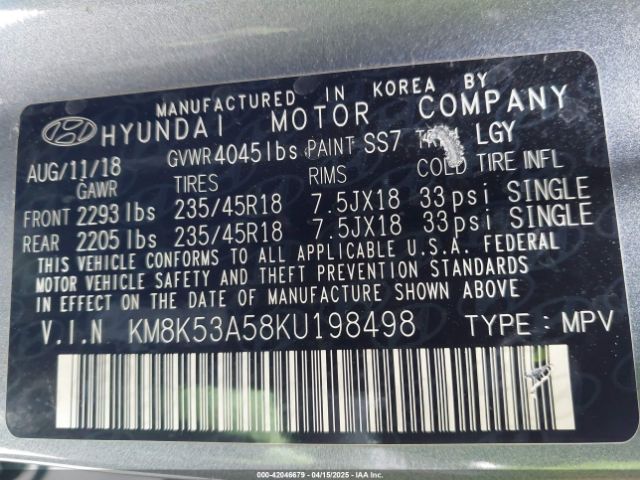 MANUFACTURED IN KOREA BY
HYUNDAI MOTOR COMPANY
AUG/11/18 GVWR 4045 lbs PAINT SS7 LGY
GAWR TIRES RIMS COLD TIRE INFL
FRONT 2293 lbs 235/45R18 7.5JX18 33 psi SINGLE
REAR 2205 lbs 235/45R18 7.5JX18 33 psi SINGLE
THIS VEHICLE CONFORMS TO ALL APPLICABLE U.S.A. FEDERAL
MOTOR VEHICLE SAFETY AND THEFT PREVENTION STANDARDS
IN EFFECT ON THE DATE OF MANUFACTURE SHOWN ABOVE.
V.I.N KM8K53A58KU198498 TYPE : MPV
000-42046679 - 04/15/2025 - IAA Inc.